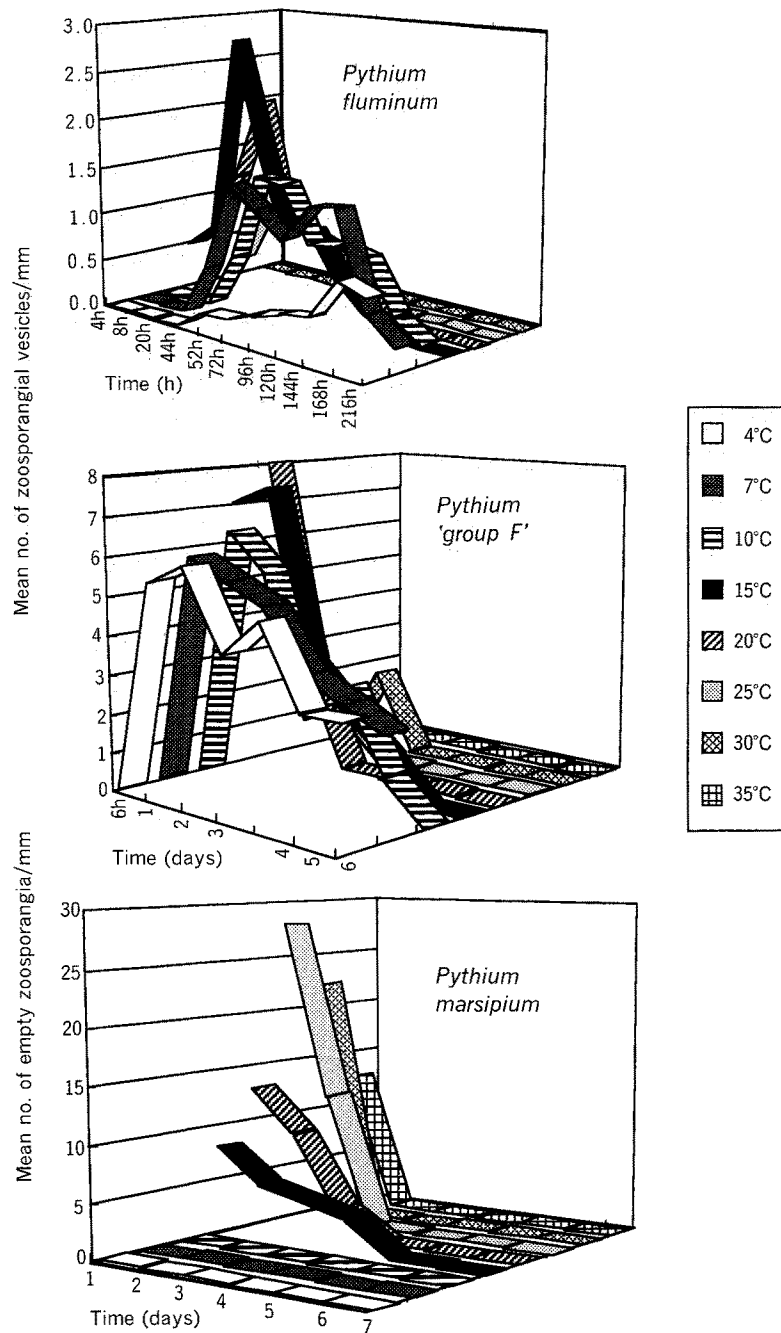 3.0
2.5
2.0
1.5
1.0
0.5
0.0
Pythium
fluminum
4h
8h
20h
44h
52h
72h
96h
120h
144h
168h
216h
Time (h)
Mean no. of zoosporangial vesicles/mm
8
7
6
5
4
3
2
1
0
Pythium
'group F'
6h
1
2
3
4
5
6
Time (days)
4°C
7°C
10°C
15°C
20°C
25°C
30°C
35°C
Mean no. of empty zoosporangia/mm
30
25
20
15
10
5
0
Pythium
marsipium
1
2
3
4
5
6
7
Time (days)